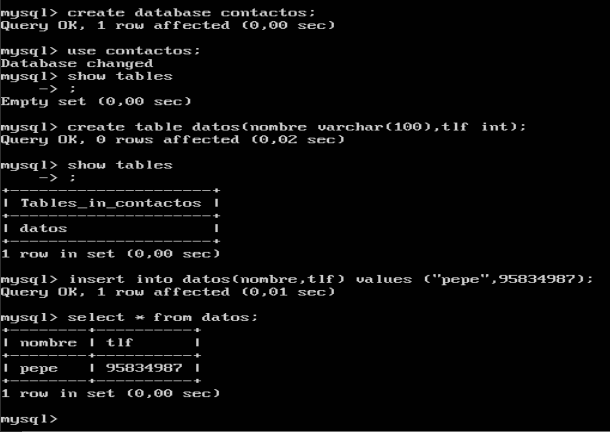 mysql> create database contactos;
Query OK, 1 row affected (0,00 sec)
mysql> use contactos;
Database changed
mysql> show tables
    -> ;
Empty set (0,00 sec)
mysql> create table datos(nombre varchar(100),tlf int);
Query OK, 0 rows affected (0,02 sec)
mysql> show tables
    -> ;
+---------------------+
| Tables_in_contactos |
+---------------------+
| datos               |
+---------------------+
1 row in set (0,00 sec)
mysql>  insert into datos(nombre,tlf) values ("pepe",95834987);
Query OK, 1 row affected (0,01 sec)
mysql> select * from datos;
+--------+----------+
| nombre | tlf      |
+--------+----------+
| pepe   | 95834987 |
+--------+----------+
1 row in set (0,00 sec)
mysql>